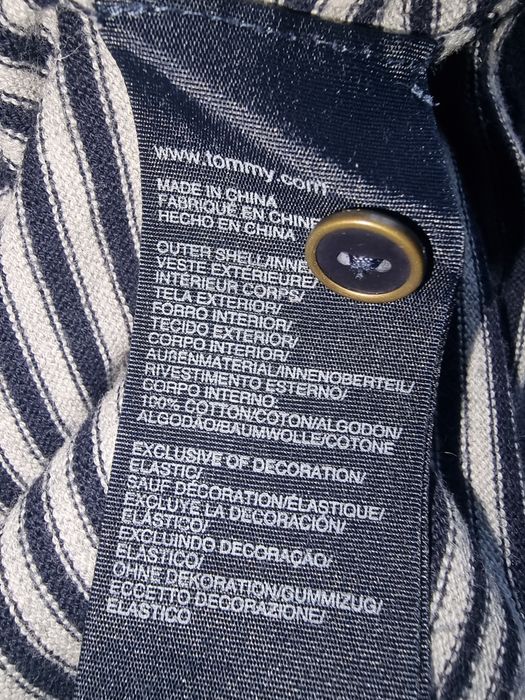 www.tommy.com
MADE IN CHINA
FABRIQUÉ EN CHINE
HECHO EN CHINA
OUTER SHELL/INNE
VESTE EXTÉRIEURE/
INTÉRIEUR CORPS/
TELA EXTERIOR/
FORRO INTERIOR/
TECIDO EXTERIOR/
CORPO INTERIOR/
AUßENMATERIAL/INNENOBERTEIL/
RIVESTIMENTO ESTERNO/
CORPO INTERNO:
100% COTTON/COTON/ALGODÓN/
ALGODÃO/BAUMWOLLE/COTONE
EXCLUSIVE OF DECORATION/
ELASTIC/
SAUF DÉCORATION/ÉLASTIQUE/
EXCLUYE LA DECORACIÓN/
ELÁSTICO/
EXCLUINDO DECORAÇÃO/
ELÁSTICO/
OHNE DEKORATION/GUMMIZUG/
ECCETTO DECORAZIONE/
ELASTICO